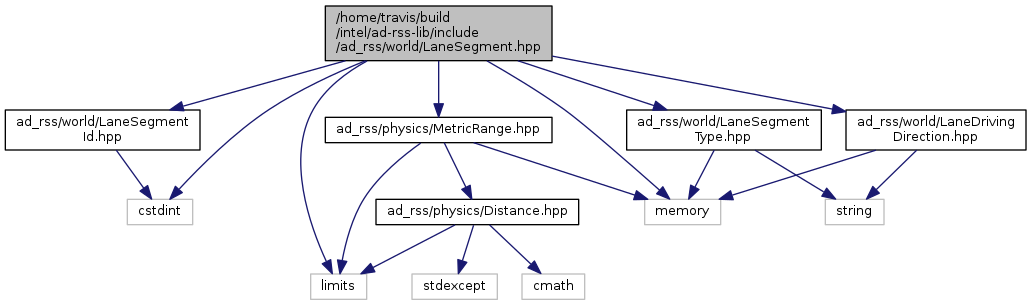 /home/travis/build
/intel/ad-rss-lib/include
/ad_rss/world/LaneSegment.hpp
ad_rss/world/LaneSegment
Id.hpp
ad_rss/physics/MetricRange.hpp
ad_rss/world/LaneSegment
Type.hpp
ad_rss/world/LaneDriving
Direction.hpp
cstdint
ad_rss/physics/Distance.hpp
memory
string
limits
stdexcept
cmath